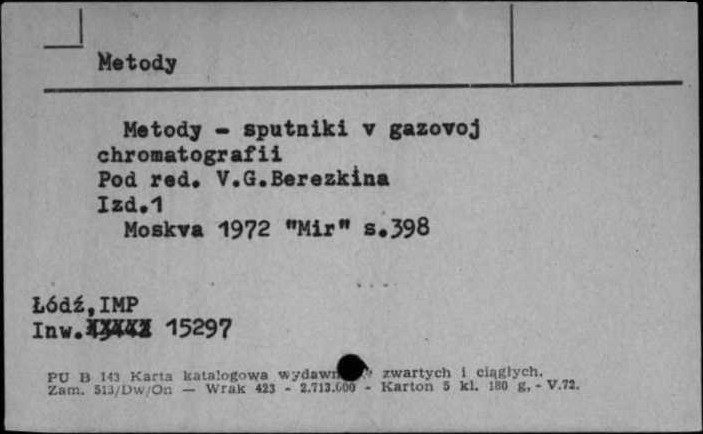 Metody
Metody - sputniki v gazovoj
chromatografii
Pod red. V.G.Berezkina
Izd.1
Moskva 1972 "Mir" s.398
Łódź,IMP
Inw. 15297
PU B 143 Karta katalogowa zwartych i ciągłych.
Zam. 513/Dw/On — Wrak 423 - 2.713.000 - Karton 5 kl. 180 g. - V.72.